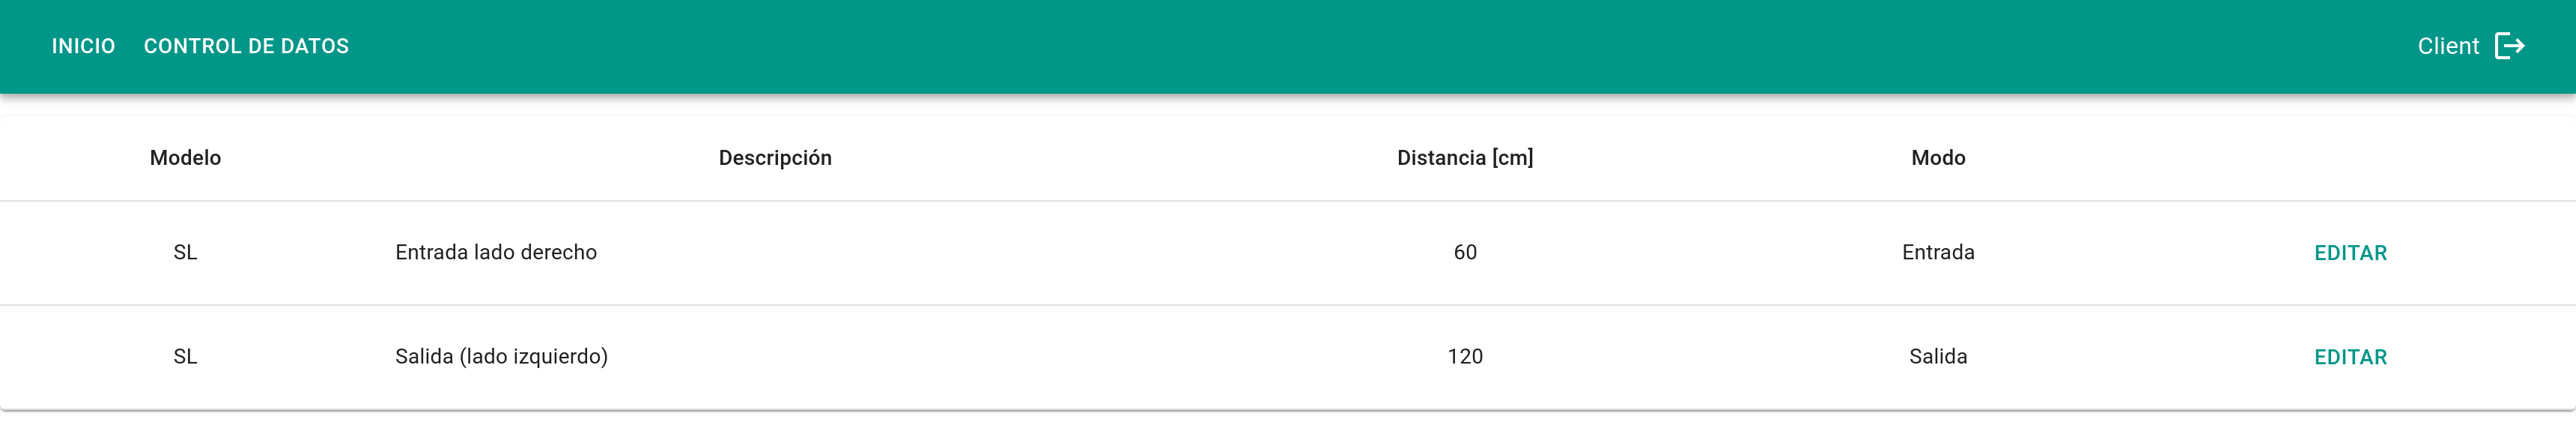 INICIO CONTROL DE DATOS Client
Modelo Descripción Distancia [cm] Modo
SL Entrada lado derecho 60 Entrada EDITAR
SL Salida (lado izquierdo) 120 Salida EDITAR